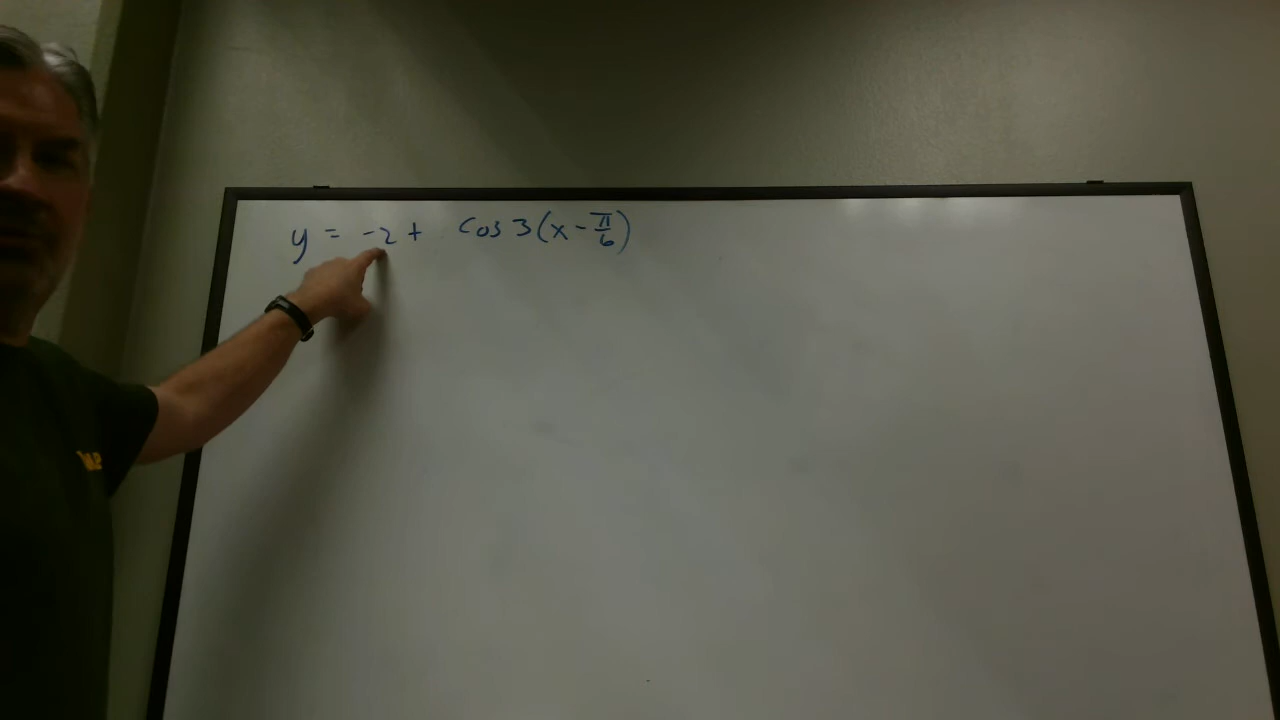 y = -2 + cos 3(x - π/6)